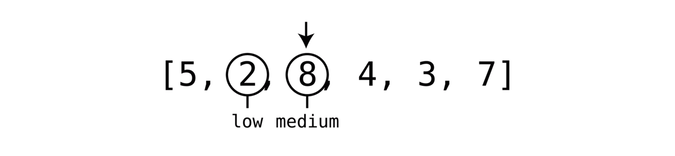 [5, 2, 8, 4, 3, 7]
low medium